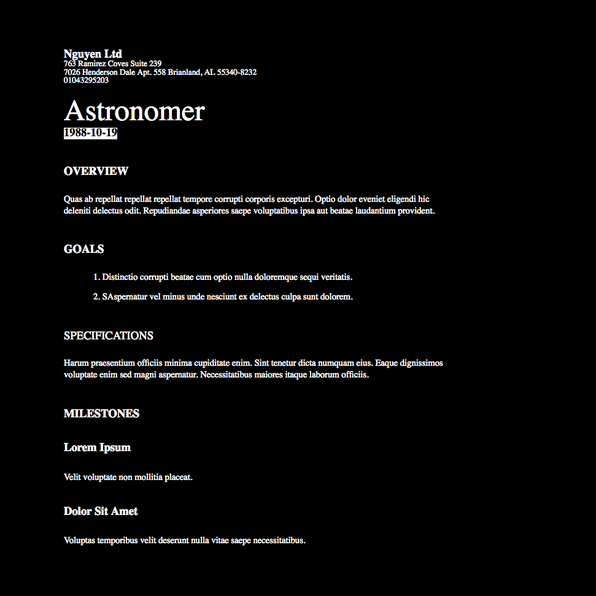 Nguyen Ltd
763 Ramirez Coves Suite 239
7026 Henderson Dale Apt. 558 Brianland, AL 55340-8232
01043295203
Astronomer
1988-10-19
OVERVIEW
Quas ab repellat repellat repellat tempore corrupti corporis excepturi. Optio dolor eveniet eligendi hic
deleniti delectus odit. Repudiandae asperiores saepe voluptatibus ipsa aut beatae laudantium provident.
GOALS
1. Distinctio corrupti beatae cum optio nulla doloremque sequi veritatis.
2. SAspernatur vel minus unde nesciunt ex delectus culpa sunt dolorem.
SPECIFICATIONS
Harum praesentium officiis minima cupiditate enim. Sint tenetur dicta numquam eius. Eaque dignissimos
voluptate enim sed magni aspernatur. Necessitatibus maiores itaque laborum officiis.
MILESTONES
Lorem Ipsum
Velit voluptate non mollitia placeat.
Dolor Sit Amet
Voluptas temporibus velit deserunt nulla vitae saepe necessitatibus.